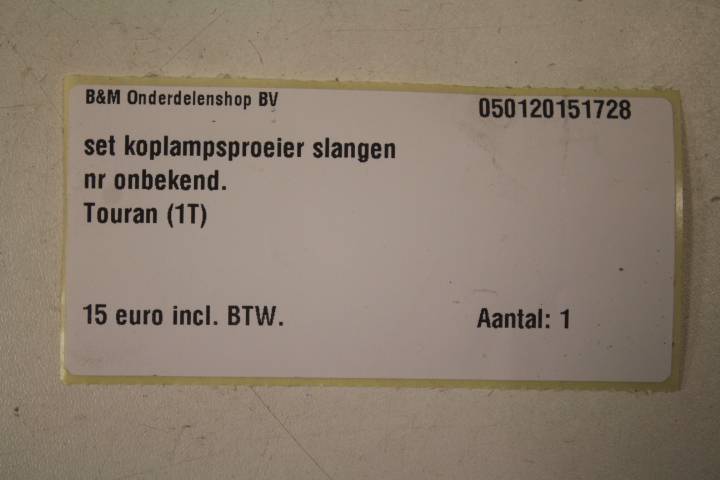 B&M Onderdelenshop BV 050120151728
set koplampsproeier slangen
nr onbekend.
Touran (1T)
15 euro incl. BTW. Aantal: 1